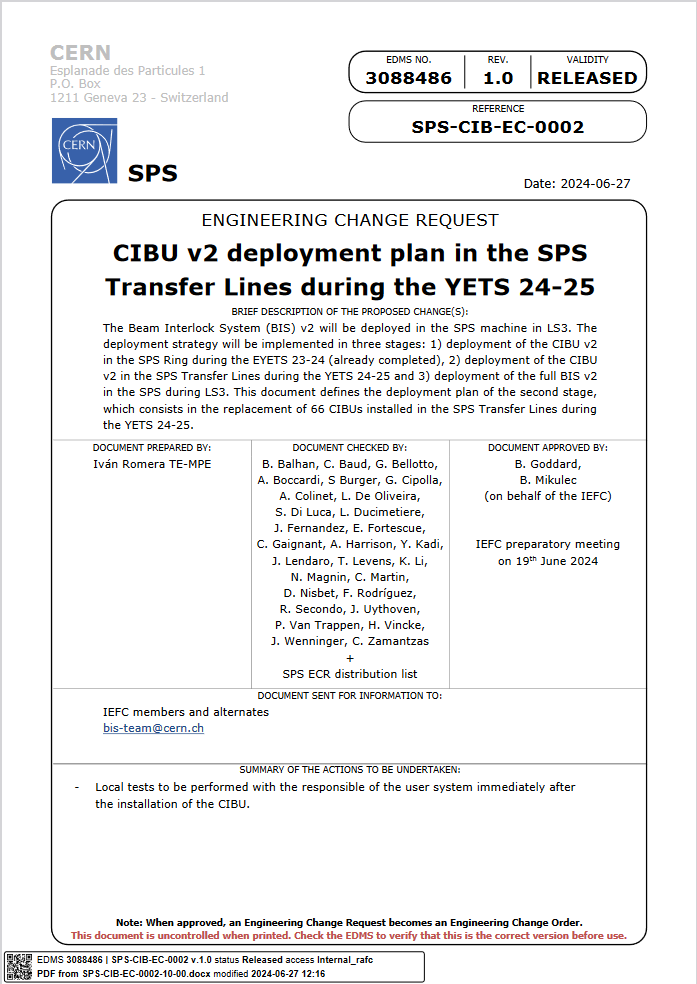 CERN
Esplanade des Particules 1
P.O. Box
1211 Geneva 23 - Switzerland
EDMS NO.
REV.
VALIDITY
3088486
1.0
RELEASED
REFERENCE
SPS-CIB-EC-0002
CERN
SPS
Date: 2024-06-27
ENGINEERING CHANGE REQUEST
CIBU v2 deployment plan in the SPS
Transfer Lines during the YETS 24-25
BRIEF DESCRIPTION OF THE PROPOSED CHANGE(S):
The Beam Interlock System (BIS) v2 will be deployed in the SPS machine in LS3. The
deployment strategy will be implemented in three stages: 1) deployment of the CIBU v2
in the SPS Ring during the EYETS 23-24 (already completed), 2) deployment of the CIBU
v2 in the SPS Transfer Lines during the YETS 24-25 and 3) deployment of the full BIS v2
in the SPS during LS3. This document defines the deployment plan of the second stage,
which consists in the replacement of 66 CIBUs installed in the SPS Transfer Lines during
the YETS 24-25.
DOCUMENT PREPARED BY:
Iván Romera TE-MPE
DOCUMENT CHECKED BY:
B. Balhan, C. Baud, G. Bellotto,
A. Boccardi, S Burger, G. Cipolla,
A. Colinet, L. De Oliveira,
S. Di Luca, L. Ducimetiere,
J. Fernandez, E. Fortescue,
C. Gaignant, A. Harrison, Y. Kadi,
J. Lendaro, T. Levens, K. Li,
N. Magnin, C. Martin,
D. Nisbet, F. Rodríguez,
R. Secondo, J. Uythoven,
P. Van Trappen, H. Vincke,
J. Wenninger, C. Zamantzas
+
SPS ECR distribution list
DOCUMENT APPROVED BY:
B. Goddard,
B. Mikulec
(on behalf of the IEFC)
IEFC preparatory meeting
on 19th June 2024
DOCUMENT SENT FOR INFORMATION TO:
IEFC members and alternates
bis-team@cern.ch
SUMMARY OF THE ACTIONS TO BE UNDERTAKEN:
- Local tests to be performed with the responsible of the user system immediately after
the installation of the CIBU.
Note: When approved, an Engineering Change Request becomes an Engineering Change Order.
This document is uncontrolled when printed. Check the EDMS to verify that this is the correct version before use.
EDMS 3088486 | SPS-CIB-EC-0002 v.1.0 status Released access Internal_rafc
PDF from SPS-CIB-EC-0002-10-00.docx modified 2024-06-27 12:16